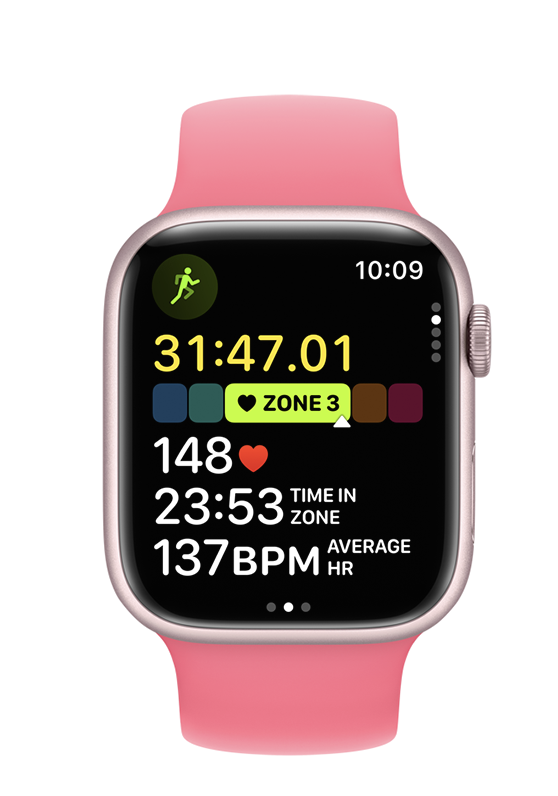 10:09
31:47.01
ZONE 3
148
23:53 TIME IN
ZONE
137BPM AVERAGE
HR